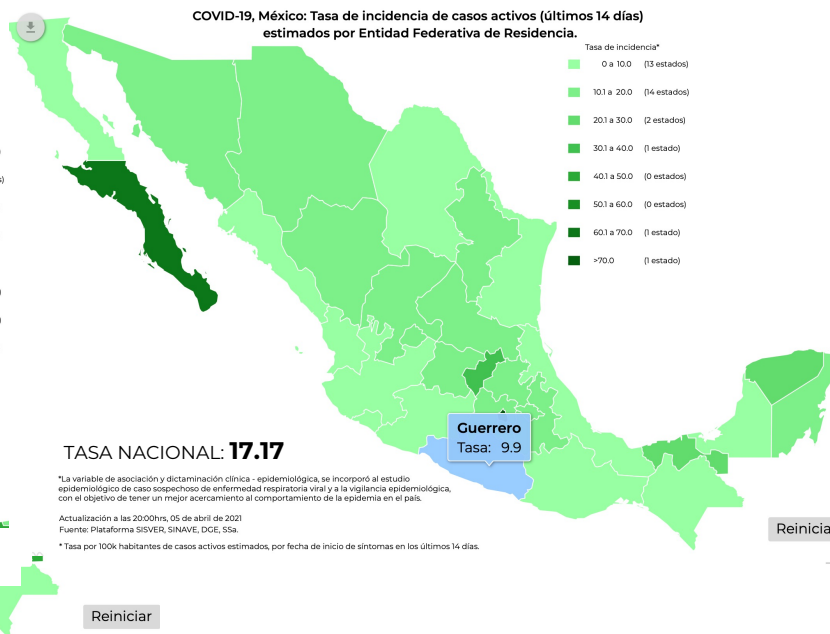 COVID-19, México: Tasa de incidencia de casos activos (últimos 14 días)
estimados por Entidad Federativa de Residencia.
Tasa de incidencia*
0 a 10.0 (13 estados)
10.1 a 20.0 (14 estados)
20.1 a 30.0 (2 estados)
30.1 a 40.0 (1 estado)
40.1 a 50.0 (0 estados)
50.1 a 60.0 (0 estados)
60.1 a 70.0 (1 estado)
>70.0 (1 estado)
Guerrero
Tasa: 9.9
TASA NACIONAL: 17.17
*La variable de asociación y dictaminación clínica - epidemiológica, se incorporó al estudio
epidemiológico de caso sospechoso de enfermedad respiratoria viral y a la vigilancia epidemiológica,
con el objetivo de tener un mejor acercamiento al comportamiento de la epidemia en el país.
Actualización a las 20:00hrs, 05 de abril de 2021
Fuente: Plataforma SISVER, SINAVE, DGE, SSa.
* Tasa por 100k habitantes de casos activos estimados, por fecha de inicio de síntomas en los últimos 14 días.
Reinicia
Reiniciar